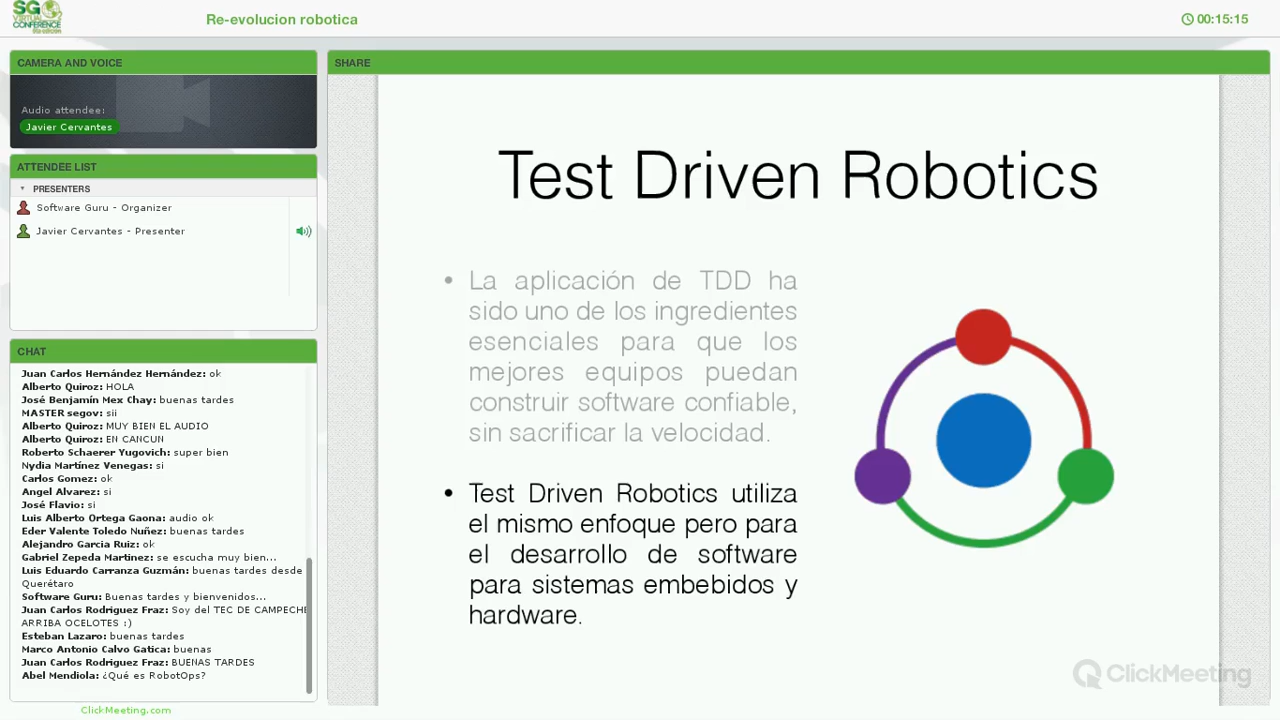 SG
VIRTUAL
CONFERENCE
Re-evolucion robotica
00:15:15
CAMERA AND VOICE
Audio attendee:
Javier Cervantes
ATTENDEE LIST
PRESENTERS
Software Guru - Organizer
Javier Cervantes - Presenter
CHAT
Juan Carlos Hernández Hernández: ok
Alberto Quiroz: HOLA
José Benjamín Mex Chay: buenas tardes
MASTER segov: sii
Alberto Quiroz: MUY BIEN EL AUDIO
Alberto Quiroz: EN CANCUN
Roberto Schaerer Yugovich: super bien
Nydia Martínez Venegas: si
Carlos Gomez: ok
Angel Alvarez: si
José Flavio: si
Luis Alberto Ortega Gaona: audio ok
Eder Valente Toledo Nuñez: buenas tardes
Alejandro Garcia Ruiz: ok
Gabriel Zepeda Martinez: se escucha muy bien...
Luis Eduardo Carranza Guzmán: buenas tardes desde
Querétaro
Software Guru: Buenas tardes y bienvenidos...
Juan Carlos Rodriguez Fraz: Soy del TEC DE CAMPECHE
ARRIBA OCELOTES :)
Esteban Lazaro: buenas tardes
Marco Antonio Calvo Gatica: buenas
Juan Carlos Rodriguez Fraz: BUENAS TARDES
Abel Mendiola: ¿Qué es RobotOps?
ClickMeeting.com
SHARE
Test Driven Robotics
• La aplicación de TDD ha
sido uno de los ingredientes
esenciales para que los
mejores equipos puedan
construir software confiable,
sin sacrificar la velocidad.
• Test Driven Robotics utiliza
el mismo enfoque pero para
el desarrollo de software
para sistemas embebidos y
hardware.
ClickMeeting